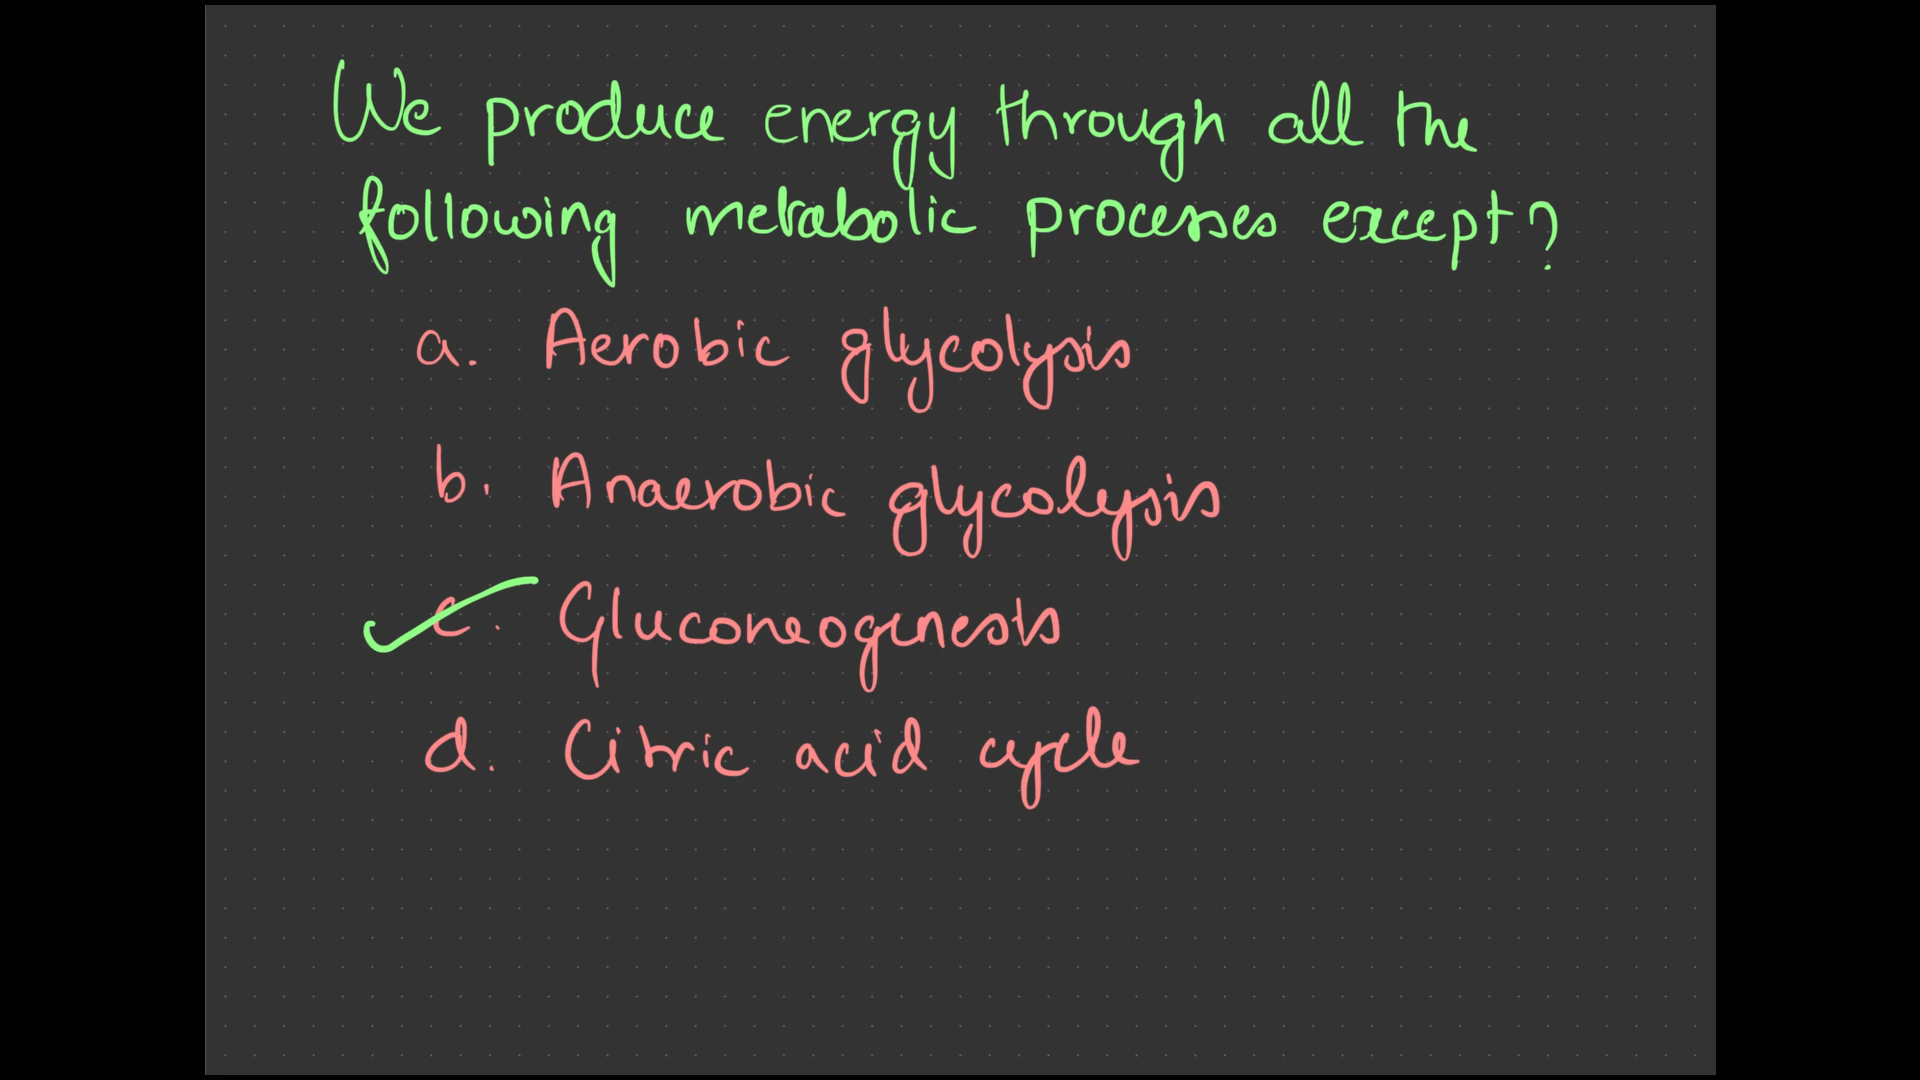 We produce energy through all the
following metabolic processes except?
a. Aerobic glycolysis
b. Anaerobic glycolysis
c. Gluconeogenesis
d. Citric acid cycle